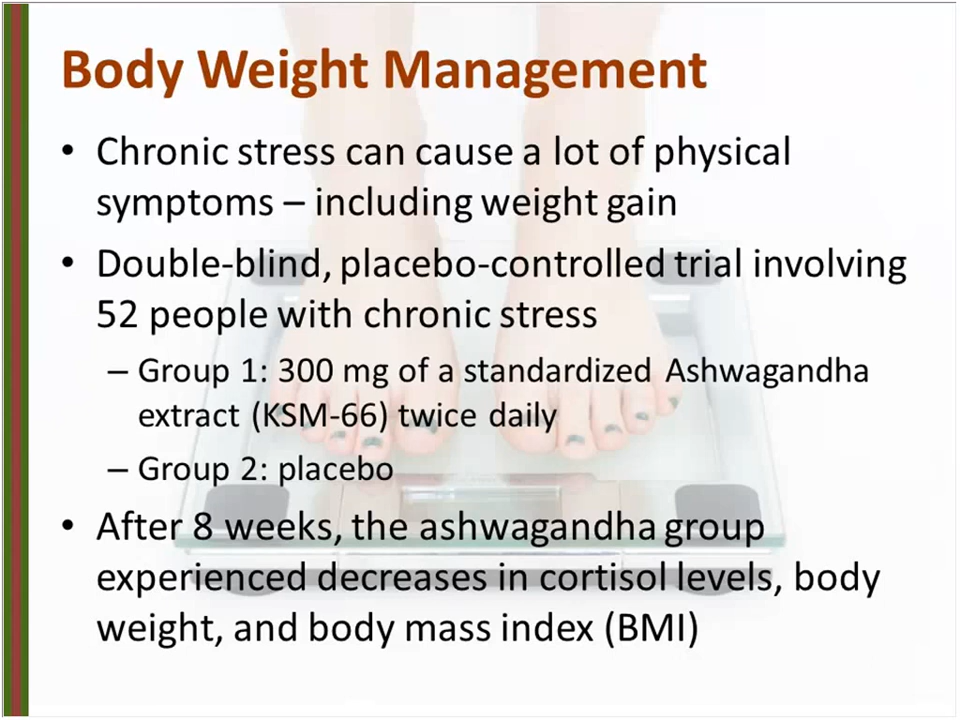 Body Weight Management
• Chronic stress can cause a lot of physical
symptoms – including weight gain
• Double-blind, placebo-controlled trial involving
52 people with chronic stress
– Group 1: 300 mg of a standardized Ashwagandha
extract (KSM-66) twice daily
– Group 2: placebo
• After 8 weeks, the ashwagandha group
experienced decreases in cortisol levels, body
weight, and body mass index (BMI)